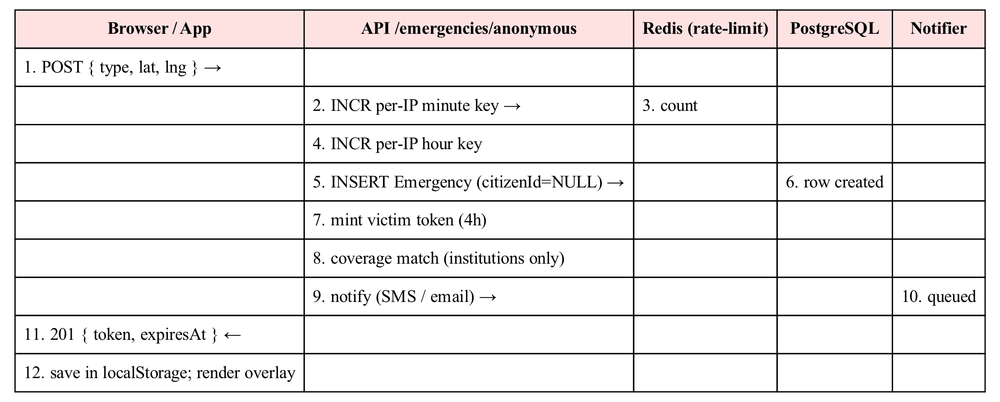 Browser / App API /emergencies/anonymous Redis (rate-limit) PostgreSQL Notifier
1. POST { type, lat, lng } →
2. INCR per-IP minute key → 3. count
4. INCR per-IP hour key
5. INSERT Emergency (citizenId=NULL) → 6. row created
7. mint victim token (4h)
8. coverage match (institutions only)
9. notify (SMS / email) → 10. queued
11. 201 { token, expiresAt } ←
12. save in localStorage; render overlay